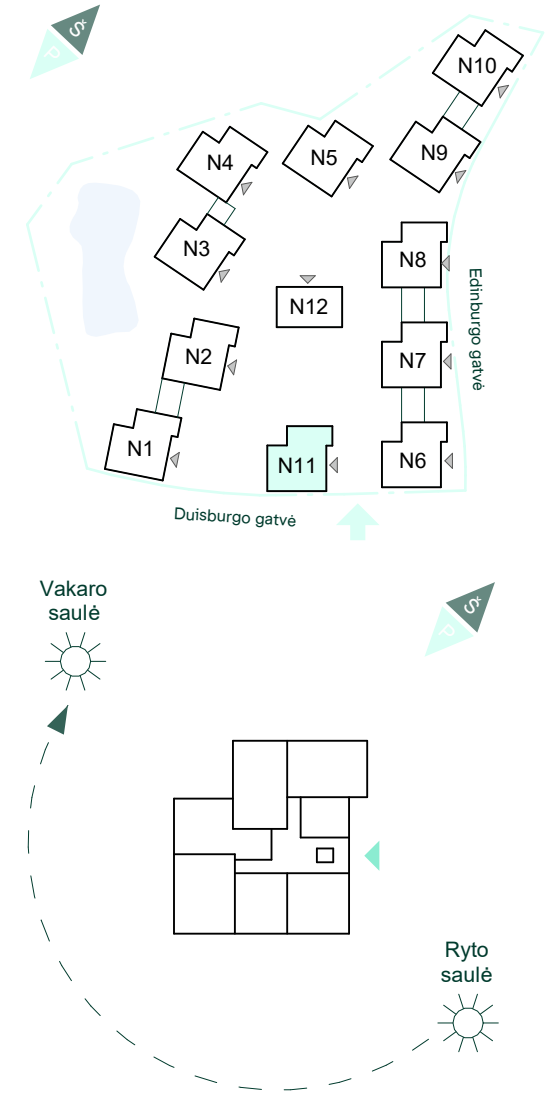 Š
P
N10
N9
N4
N5
N3
N8
N12
Edinburgo gatvė
N2
N7
N1
N11
N6
Duisburgo gatvė
Vakaro
saulė
Š
P
Ryto
saulė